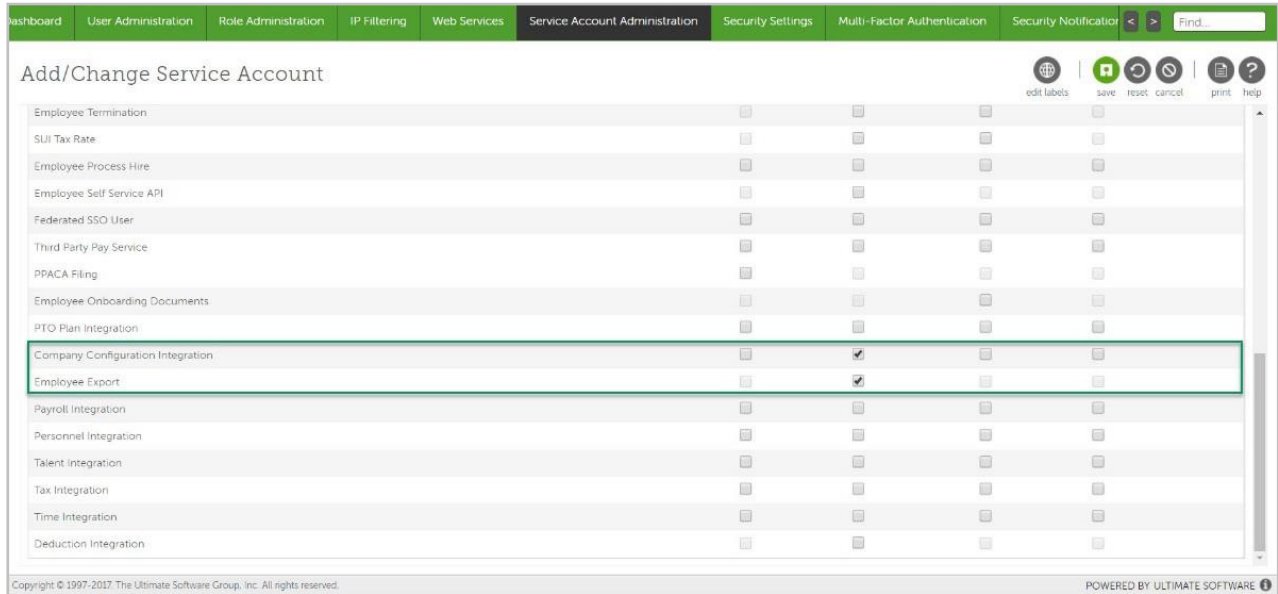 Dashboard User Administration Role Administration IP Filtering Web Services Service Account Administration Security Settings Multi-Factor Authentication Security Notification < > Find...
Add/Change Service Account
edit labels save reset cancel print help
Employee Termination
SUI Tax Rate
Employee Process Hire
Employee Self Service API
Federated SSO User
Third Party Pay Service
PPACA Filing
Employee Onboarding Documents
PTO Plan Integration
Company Configuration Integration
Employee Export
Payroll Integration
Personnel Integration
Talent Integration
Tax Integration
Time Integration
Deduction Integration
Copyright © 1997-2017. The Ultimate Software Group, Inc. All rights reserved. POWERED BY ULTIMATE SOFTWARE